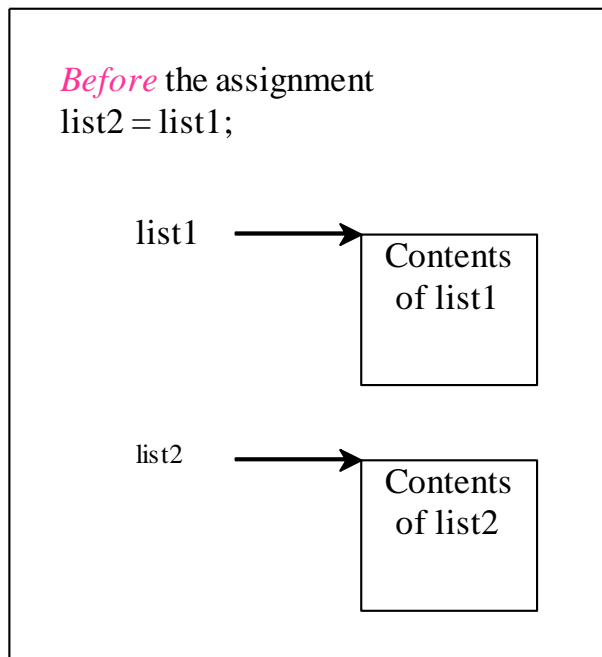 Before the assignment
list2 = list1;
list1
Contents
of list1
list2
Contents
of list2